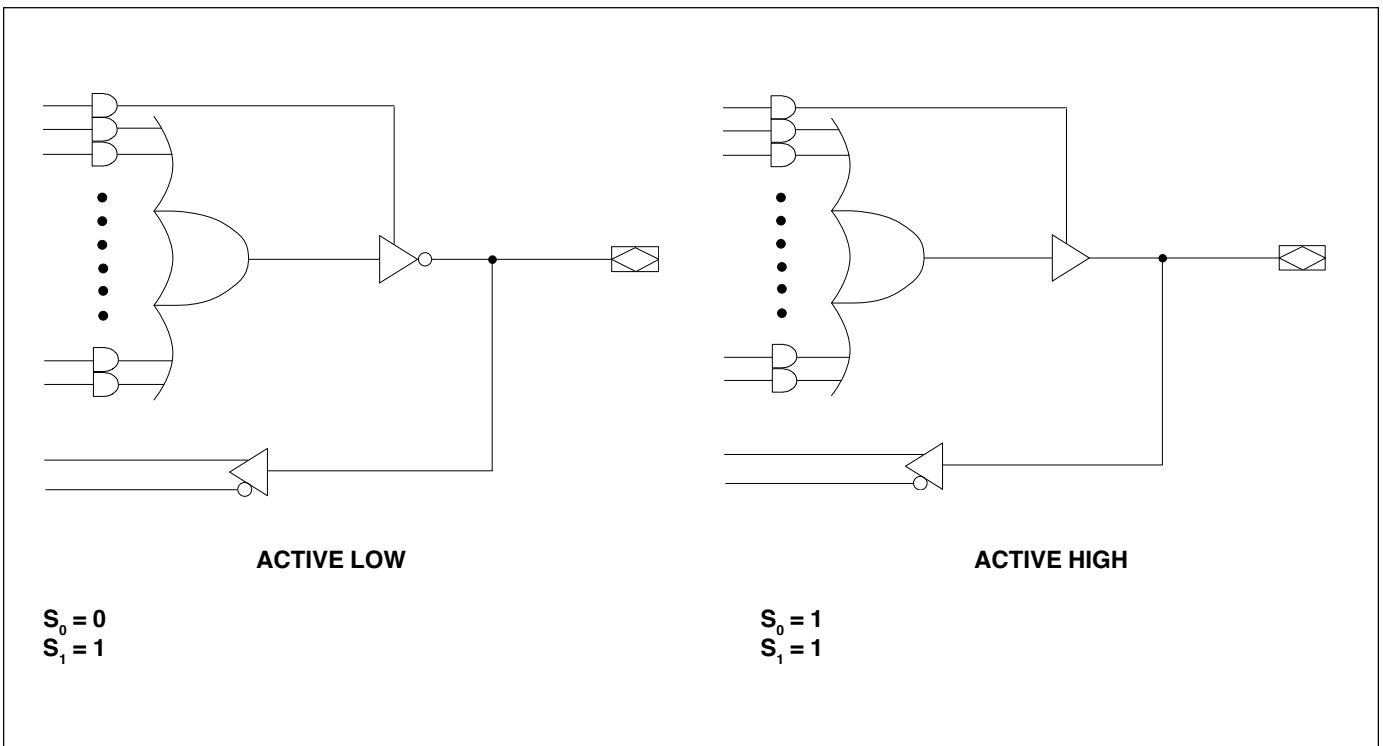 ACTIVE LOW
S₀ = 0
S₁ = 1
ACTIVE HIGH
S₀ = 1
S₁ = 1